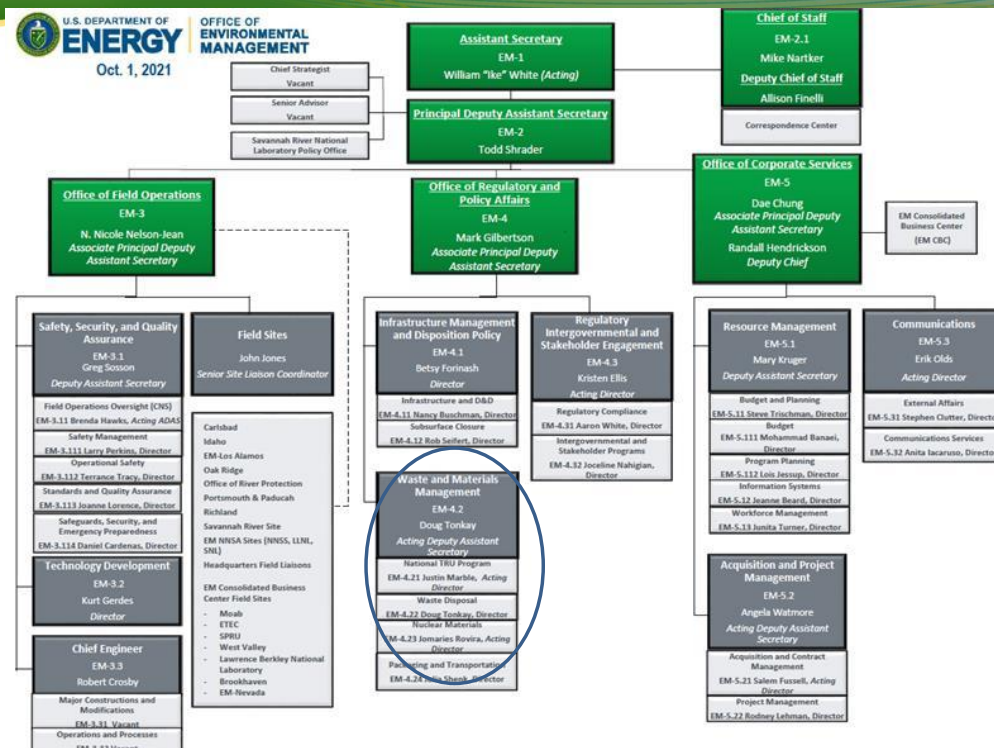 U.S. DEPARTMENT OF
ENERGY
OFFICE OF
ENVIRONMENTAL
MANAGEMENT
Oct. 1, 2021
Chief Strategist
Vacant
Senior Advisor
Vacant
Savannah River National
Laboratory Policy Office
Assistant Secretary
EM-1
William "Ike" White (Acting)
Principal Deputy Assistant Secretary
EM-2
Todd Shrader
Chief of Staff
EM-2.1
Mike Nartker
Deputy Chief of Staff
Allison Finelli
Correspondence Center
Office of Field Operations
EM-3
N. Nicole Nelson-Jean
Associate Principal Deputy
Assistant Secretary
Office of Regulatory and
Policy Affairs
EM-4
Mark Gilbertson
Associate Principal Deputy
Assistant Secretary
Office of Corporate Services
EM-5
Dae Chung
Associate Principal Deputy
Assistant Secretary
Randall Hendrickson
Deputy Chief
EM Consolidated
Business Center
(EM CBC)
Safety, Security, and Quality
Assurance
EM-3.1
Greg Sosson
Deputy Assistant Secretary
Field Operations Oversight (CNS)
EM-3.11 Brenda Hawks, Acting ADAS
Safety Management
EM-3.111 Larry Perkins, Director
Operational Safety
EM-3.112 Terrance Tracy, Director
Standards and Quality Assurance
EM-3.113 Joanne Lorence, Director
Safeguards, Security, and
Emergency Preparedness
EM-3.114 Daniel Cardenas, Director
Technology Development
EM-3.2
Kurt Gerdes
Director
Chief Engineer
EM-3.3
Robert Crosby
Major Constructions and
Modifications
EM-3.31 Vacant
Operations and Processes
Field Sites
John Jones
Senior Site Liaison Coordinator
Carlsbad
Idaho
EM-Los Alamos
Oak Ridge
Office of River Protection
Portsmouth & Paducah
Richland
Savannah River Site
EM NNSA Sites (NNSS, LLNL,
SNL)
Headquarters Field Liaisons
EM Consolidated Business
Center Field Sites
- Moab
- ETEC
- SPRU
- West Valley
- Lawrence Berkley National
Laboratory
- Brookhaven
- EM-Nevada
Infrastructure Management
and Disposition Policy
EM-4.1
Betsy Forinash
Director
Infrastructure and D&D
EM-4.11 Nancy Buschman, Director
Subsurface Closure
EM-4.12 Rob Seifert, Director
Waste and Materials
Management
EM-4.2
Doug Tonkay
Acting Deputy Assistant
Secretary
National TRU Program
EM-4.21 Justin Marble, Acting
Director
Waste Disposal
EM-4.22 Doug Tonkay, Director
Nuclear Materials
EM-4.23 Jomaries Rovira, Acting
Director
Packaging and Transportation
EM-4.24 Julia Shenk, Director
Regulatory
Intergovernmental and
Stakeholder Engagement
EM-4.3
Kristen Ellis
Acting Director
Regulatory Compliance
EM-4.31 Aaron White, Director
Intergovernmental and
Stakeholder Programs
EM-4.32 Joceline Nahigian,
Director
Resource Management
EM-5.1
Mary Kruger
Deputy Assistant Secretary
Budget and Planning
EM-5.11 Steve Trischman, Director
Budget
EM-5.111 Mohammad Banaei,
Director
Program Planning
EM-5.112 Lois Jessup, Director
Information Systems
EM-5.12 Jeanne Beard, Director
Workforce Management
EM-5.13 Junita Turner, Director
Acquisition and Project
Management
EM-5.2
Angela Watmore
Acting Deputy Assistant
Secretary
Acquisition and Contract
Management
EM-5.21 Salem Fussell, Acting
Director
Project Management
EM-5.22 Rodney Lehman, Director
Communications
EM-5.3
Erik Olds
Acting Director
External Affairs
EM-5.31 Stephen Clutter, Director
Communications Services
EM-5.32 Anita Iacaruso, Director